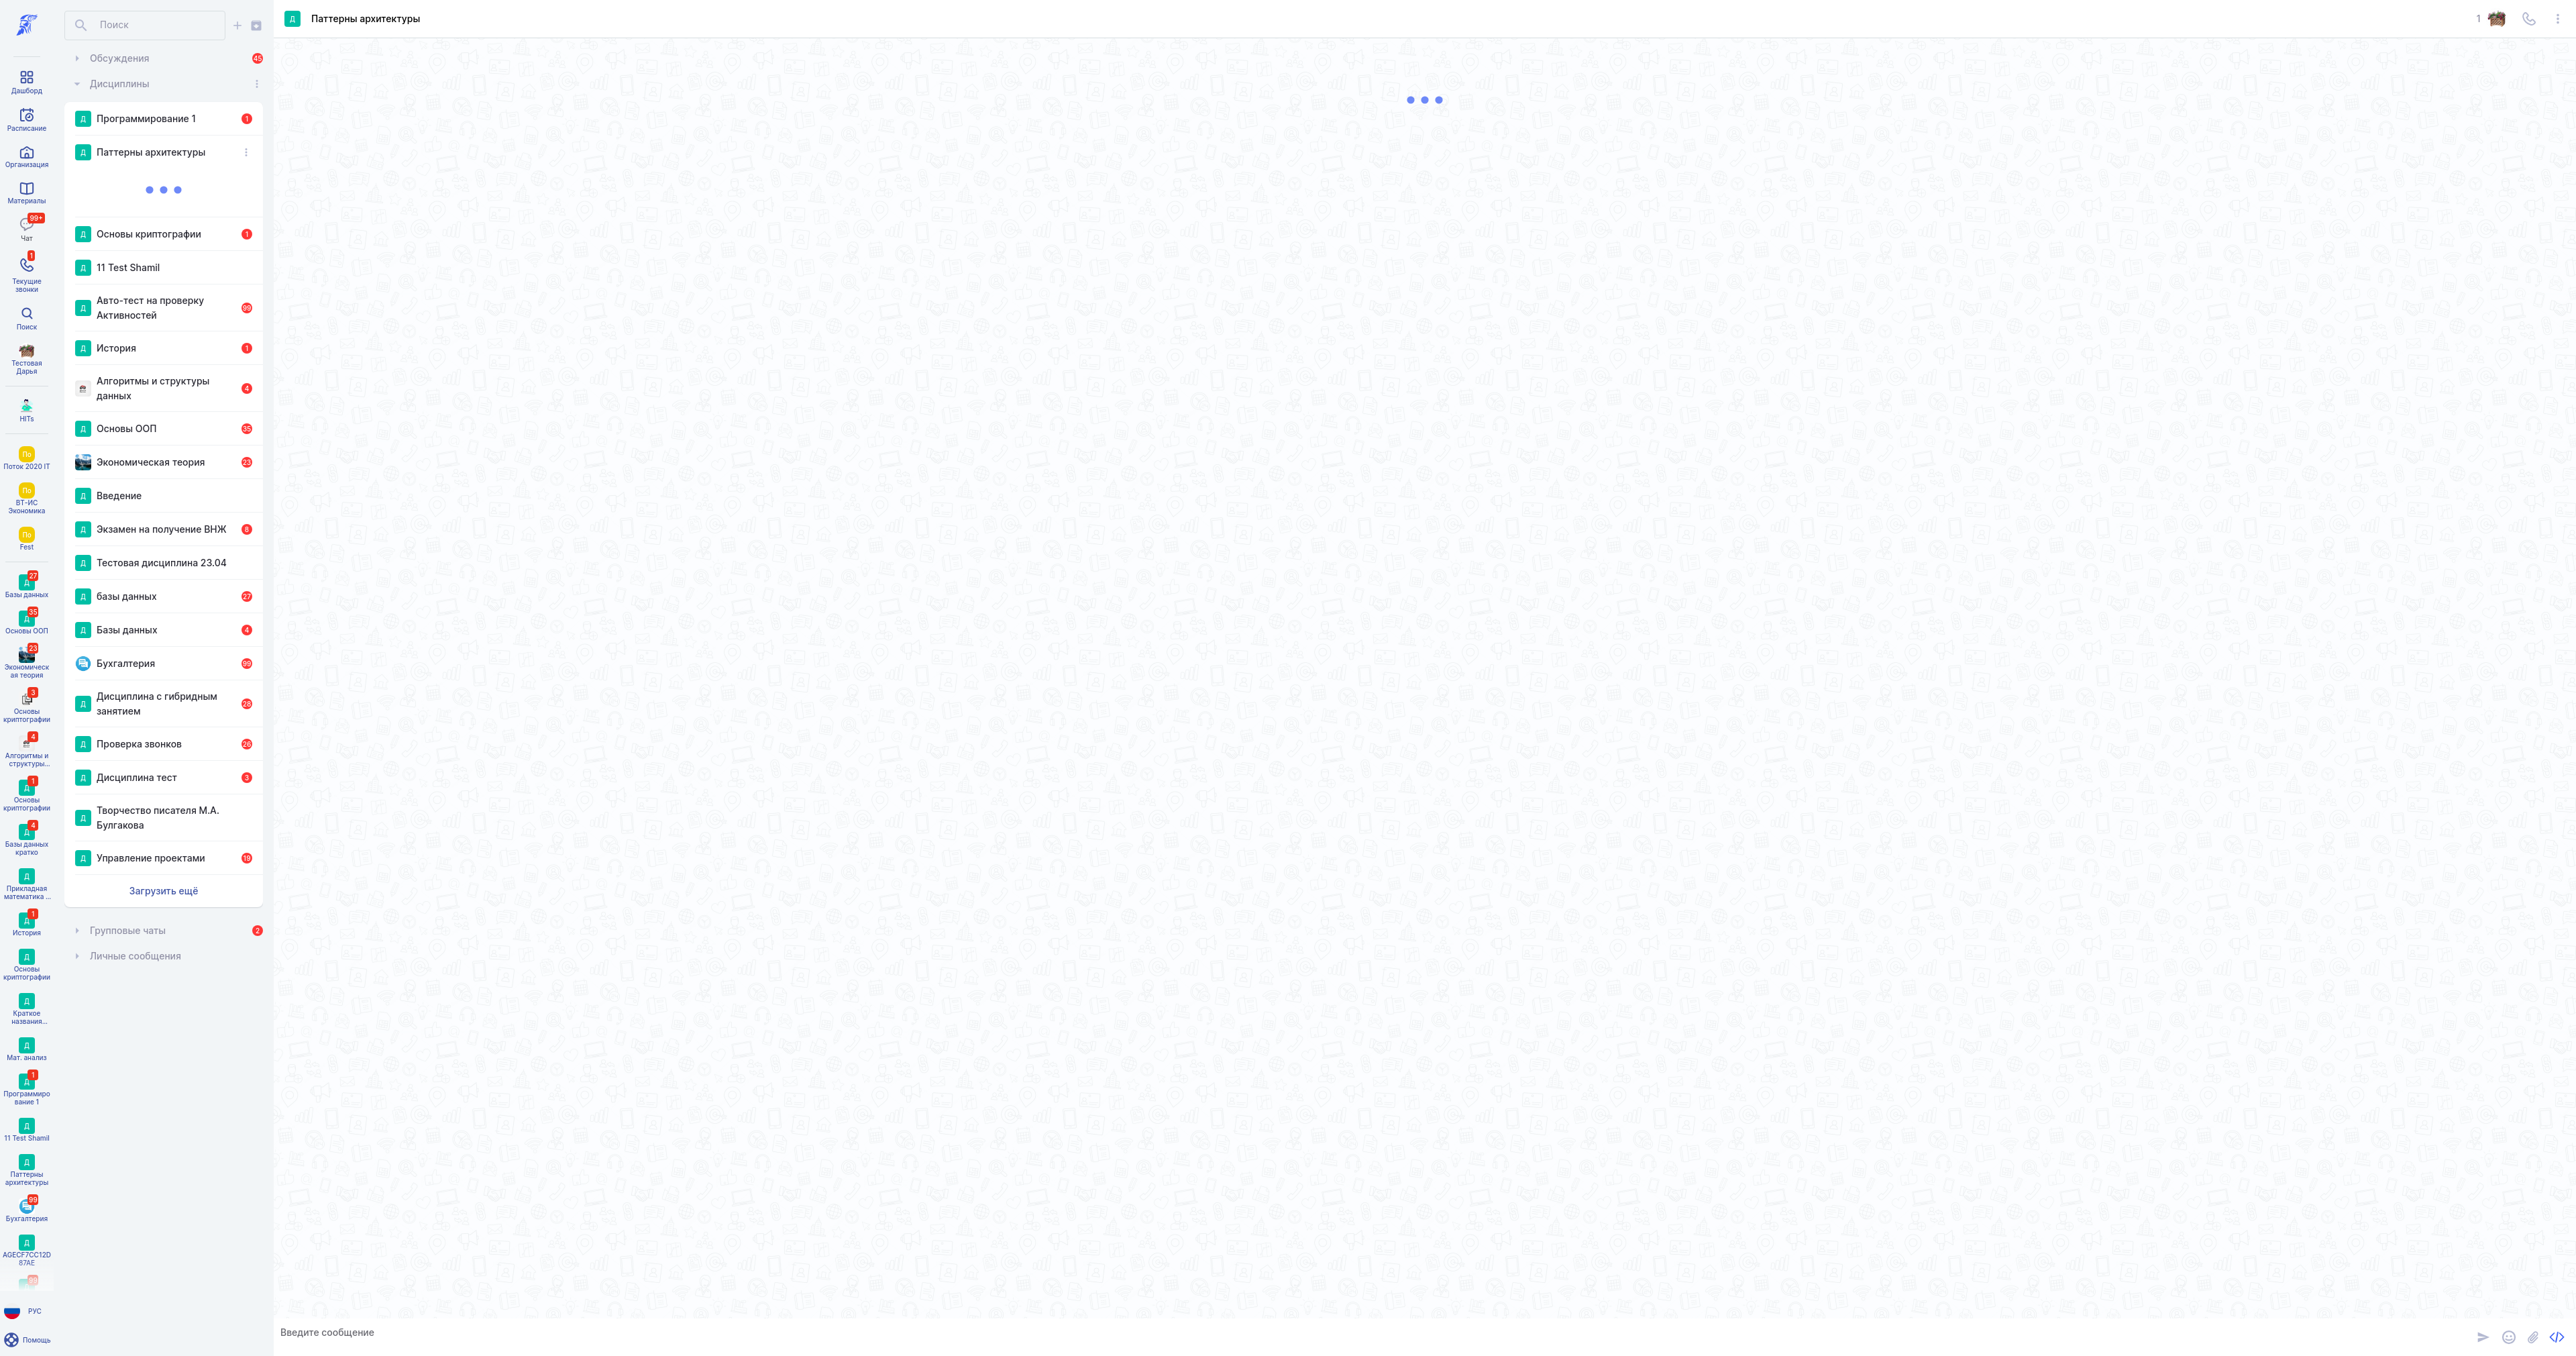 Дашборд
Расписание
Организация
Материалы
99+
Чат
1
Текущие
звонки
Поиск
Тестовая
Дарья
HITs
По
Поток 2020 IT
По
ВТ-ИС
Экономика
По
Fest
27
Д
Базы данных
35
Д
Основы ООП
23
Экономическ
ая теория
3
Основы
криптографии
4
Алгоритмы и
структуры...
1
Д
Основы
криптографии
4
Д
Базы данных
кратко
Д
Прикладная
математика ...
1
Д
История
Д
Основы
криптографии
Д
Краткое
названия...
Д
Мат. анализ
1
Д
Программиро
вание 1
Д
11 Test Shamil
Д
Паттерны
архитектуры
99
Бухгалтерия
Д
AGECF7CC12D
87AE
99
РУС
Помощь
Поиск
Обсуждения 45
Дисциплины
Д Программирование 1 1
Д Паттерны архитектуры
Д Основы криптографии 1
Д 11 Test Shamil
Д Авто-тест на проверку
Активностей 99
Д История 1
Алгоритмы и структуры
данных 4
Д Основы ООП 35
Экономическая теория 23
Д Введение
Д Экзамен на получение ВНЖ 8
Д Тестовая дисциплина 23.04
Д базы данных 27
Д Базы данных 4
Бухгалтерия 99
Д Дисциплина с гибридным
занятием 28
Д Проверка звонков 26
Д Дисциплина тест 3
Д Творчество писателя М.А.
Булгакова
Д Управление проектами 19
Загрузить ещё
Групповые чаты 2
Личные сообщения
Д Паттерны архитектуры 1
Введите сообщение